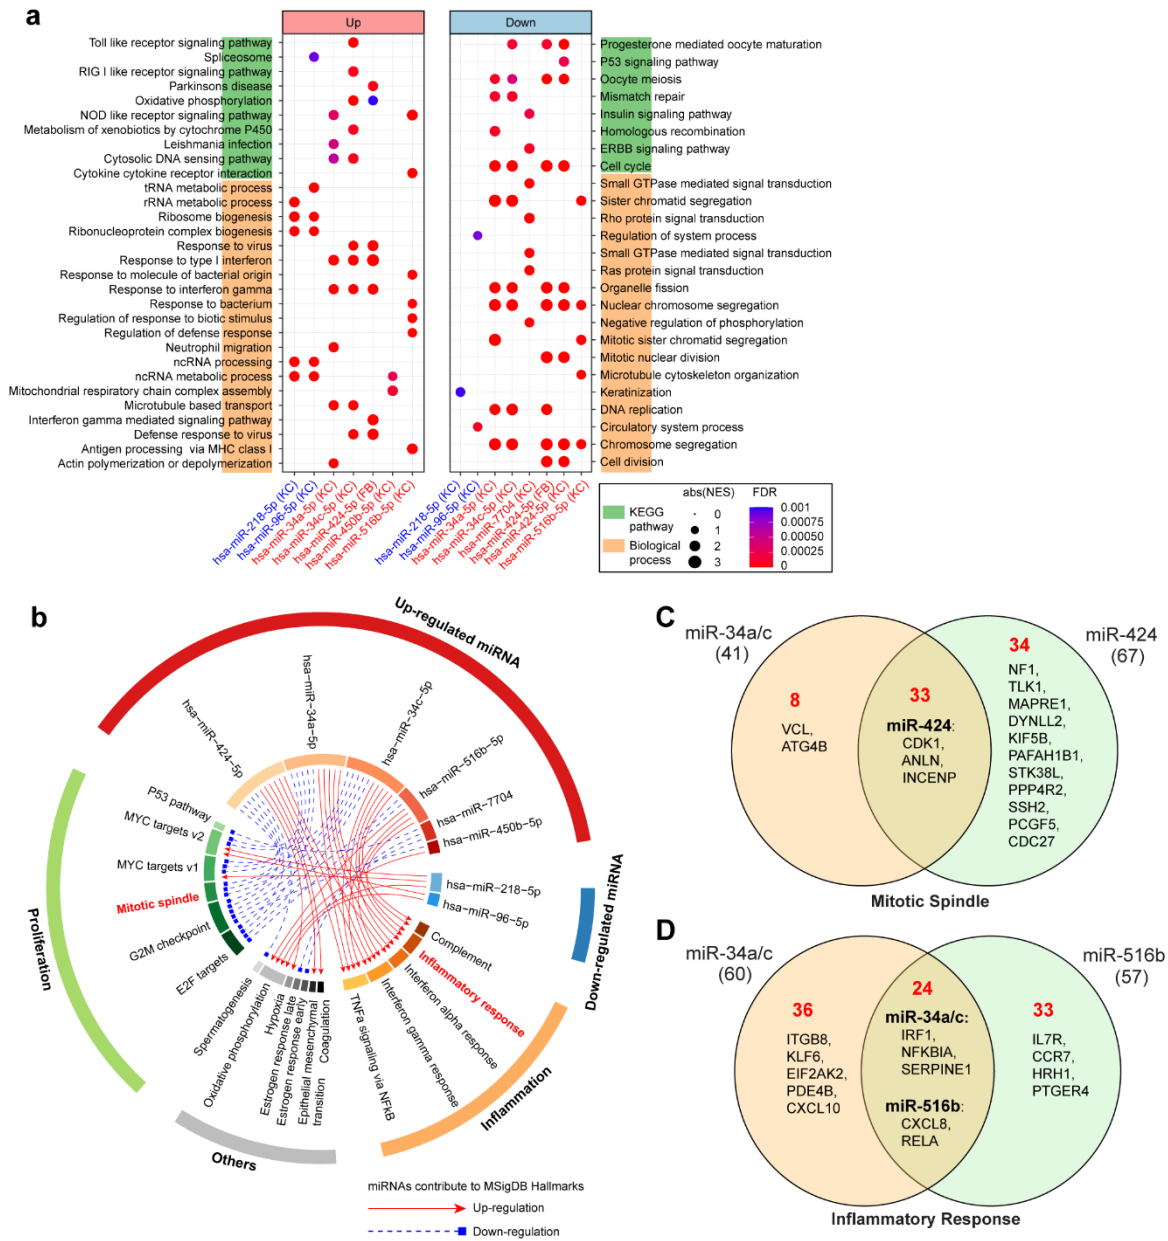 a
Up
Down
Toll like receptor signaling pathway
Spliceosome
RIG I like receptor signaling pathway
Parkinsons disease
Oxidative phosphorylation
NOD like receptor signaling pathway
Metabolism of xenobiotics by cytochrome P450
Leishmania infection
Cytosolic DNA sensing pathway
Cytokine cytokine receptor interaction
tRNA metabolic process
rRNA metabolic process
Ribosome biogenesis
Ribonucleoprotein complex biogenesis
Response to virus
Response to type I interferon
Response to molecule of bacterial origin
Response to interferon gamma
Response to bacterium
Regulation of response to biotic stimulus
Regulation of defense response
Neutrophil migration
ncRNA processing
ncRNA metabolic process
Mitochondrial respiratory chain complex assembly
Microtubule based transport
Interferon gamma mediated signaling pathway
Defense response to virus
Antigen processing via MHC class I
Actin polymerization or depolymerization
Progesterone mediated oocyte maturation
P53 signaling pathway
Oocyte meiosis
Mismatch repair
Insulin signaling pathway
Homologous recombination
ERBB signaling pathway
Cell cycle
Small GTPase mediated signal transduction
Sister chromatid segregation
Rho protein signal transduction
Regulation of system process
Small GTPase mediated signal transduction
Ras protein signal transduction
Organelle fission
Nuclear chromosome segregation
Negative regulation of phosphorylation
Mitotic sister chromatid segregation
Mitotic nuclear division
Microtubule cytoskeleton organization
Keratinization
DNA replication
Circulatory system process
Chromosome segregation
Cell division
hsa-miR-218-5p (KC)
hsa-miR-96-5p (KC)
hsa-miR-34a-5p (KC)
hsa-miR-34c-5p (KC)
hsa-miR-424-5p (FB)
hsa-miR-450b-5p (KC)
hsa-miR-516b-5p (KC)
hsa-miR-218-5p (KC)
hsa-miR-96-5p (KC)
hsa-miR-34a-5p (KC)
hsa-miR-34c-5p (KC)
hsa-miR-7704 (KC)
hsa-miR-424-5p (FB)
hsa-miR-424-5p (KC)
hsa-miR-516b-5p (KC)
KEGG
pathway
Biological
process
abs(NES)
0
1
2
3
FDR
0.001
0.00075
0.0005
0.00025
0
b
Up-regulated miRNA
hsa-miR-424-5p
hsa-miR-34a-5p
hsa-miR-34c-5p
hsa-miR-516b-5p
hsa-miR-7704
hsa-miR-450b-5p
hsa-miR-218-5p
hsa-miR-96-5p
Down-regulated miRNA
Proliferation
P53 pathway
MYC targets v2
MYC targets v1
Mitotic spindle
G2M checkpoint
E2F targets
Spermatogenesis
Oxidative phosphorylation
Hypoxia
Estrogen response late
Estrogen response early
Epithelial mesenchymal
transition
Coagulation
Others
TNFs signaling via NFkB
Interferon gamma response
Interferon alpha response
Inflammatory response
Complement
Inflammation
miRNAs contribute to MSigDB Hallmarks
Up-regulation
Down-regulation
C
miR-34a/c
(41)
miR-424
(67)
8
VCL,
ATG4B
33
miR-424:
CDK1,
ANLN,
INCENP
34
NF1,
TLK1,
MAPRE1,
DYNLL2,
KIF5B,
PAFAH1B1,
STK38L,
PPP4R2,
SSH2,
PCGF5,
CDC27
Mitotic Spindle
D
miR-34a/c
(60)
miR-516b
(57)
36
ITGB8,
KLF6,
EIF2AK2,
PDE4B,
CXCL10
24
miR-34a/c:
IRF1,
NFKBIA,
SERPINE1
miR-516b:
CXCL8,
RELA
33
IL7R,
CCR7,
HRH1,
PTGER4
Inflammatory Response